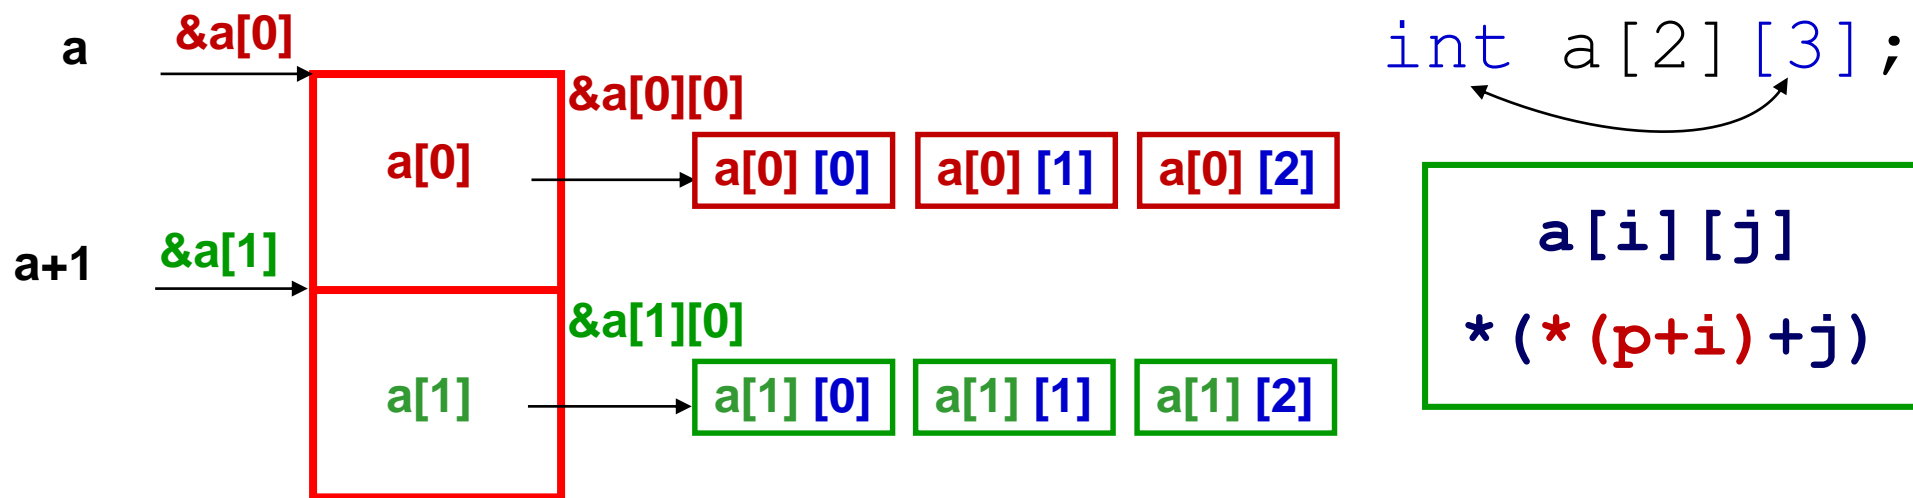 a
&a[0]
int a[2][3];
&a[0][0]
a[0]
a[0] [0]
a[0] [1]
a[0] [2]
a[i][j]
*(*(p+i)+j)
a+1
&a[1]
&a[1][0]
a[1]
a[1] [0]
a[1] [1]
a[1] [2]